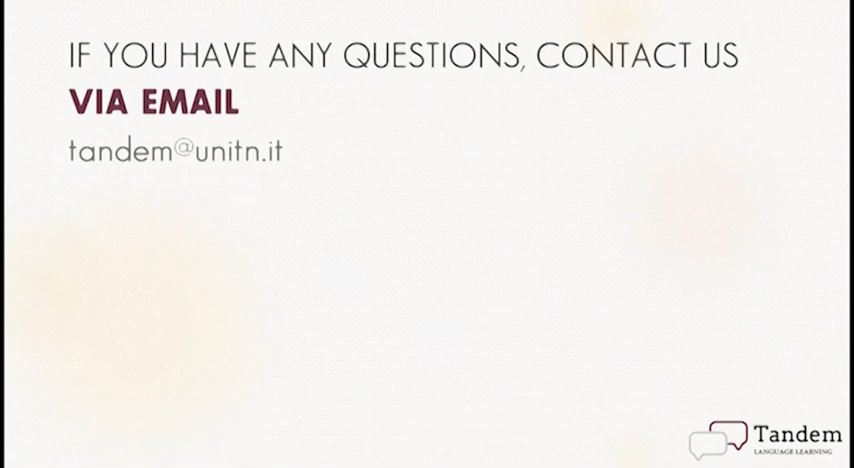 IF YOU HAVE ANY QUESTIONS, CONTACT US
VIA EMAIL
tandem@unitn.it
Tandem
LANGUAGE LEARNING